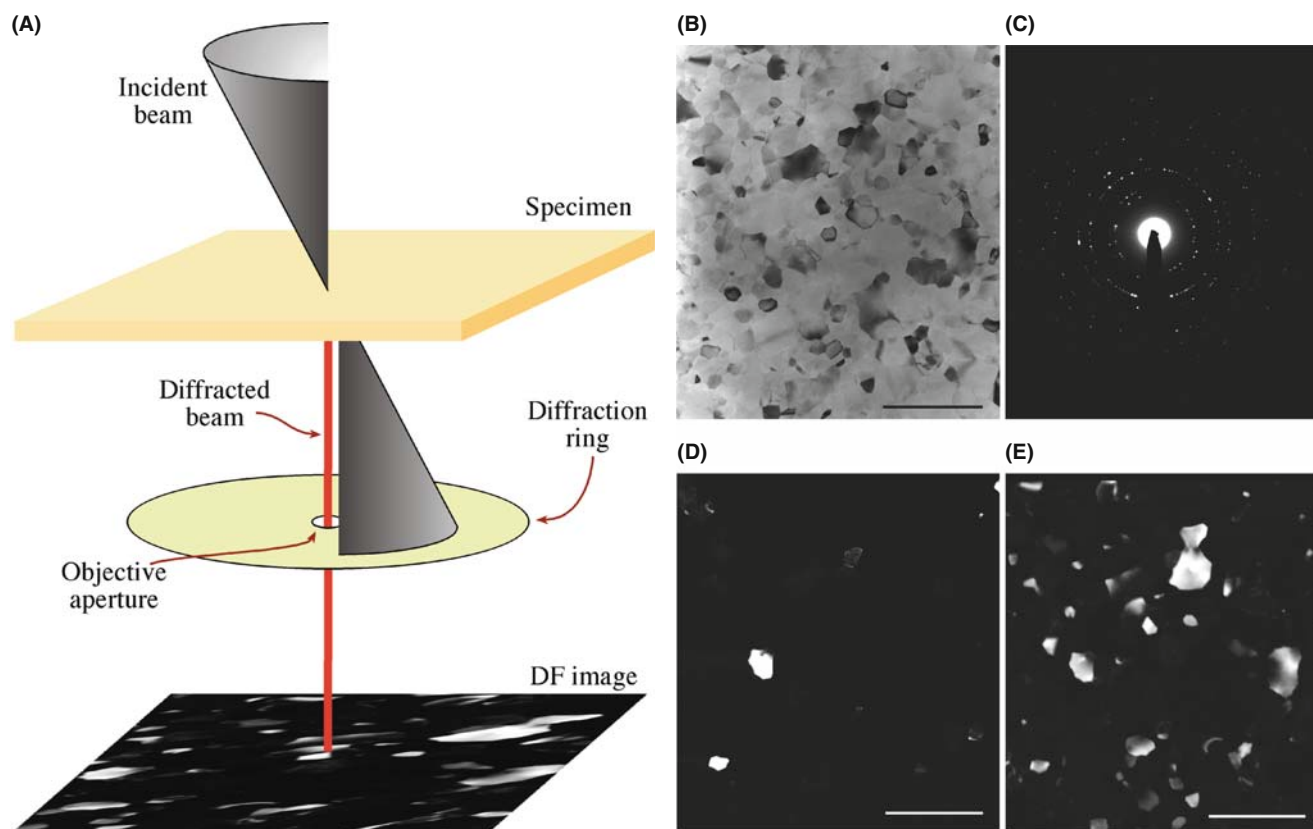 (A)
Incident
beam
Specimen
Diffracted
beam
Diffraction
ring
Objective
aperture
DF image
(B)
(C)
(D)
(E)